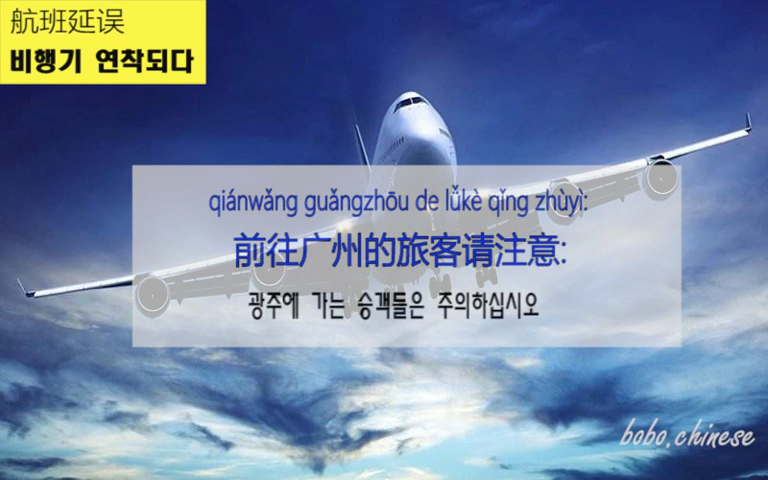 航班延误
비행기 연착되다
qiánwǎng guǎngzhōu de lǚkè qǐng zhùyì:
前往广州的旅客请注意:
광주에 가는 승객들은 주의하십시오
bobo.chinese